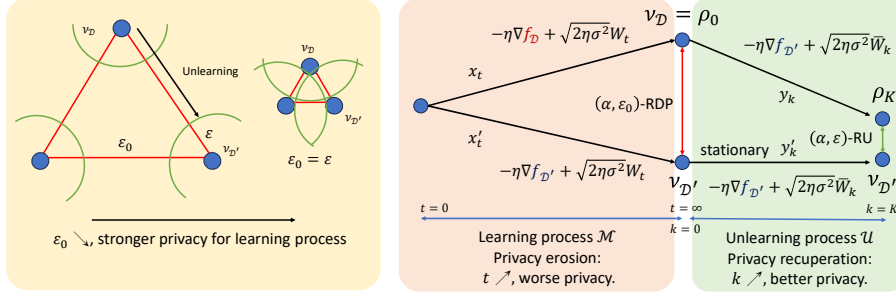 ν_𝒟
Unlearning
ε_0
ε
ν_𝒟′
ν_𝒟
ν_𝒟′
ε_0 = ε
ε_0 ↘, stronger privacy for learning process
−η∇f_𝒟 + √(2ησ²)W_t
x_t
x′_t
−η∇f_𝒟′ + √(2ησ²)W_t
ν_𝒟 = ρ_0
(α, ε_0)-RDP
ν_𝒟′
−η∇f_𝒟′ + √(2ησ²)W̅_k
y_k
ρ_K
(α, ε)-RU
stationary y′_k
−η∇f_𝒟′ + √(2ησ²)W̅_k
ν_𝒟′
t = 0
t = ∞
k = 0
k = K
Learning process ℳ
Privacy erosion:
t ↗, worse privacy.
Unlearning process 𝒰
Privacy recuperation:
k ↗, better privacy.